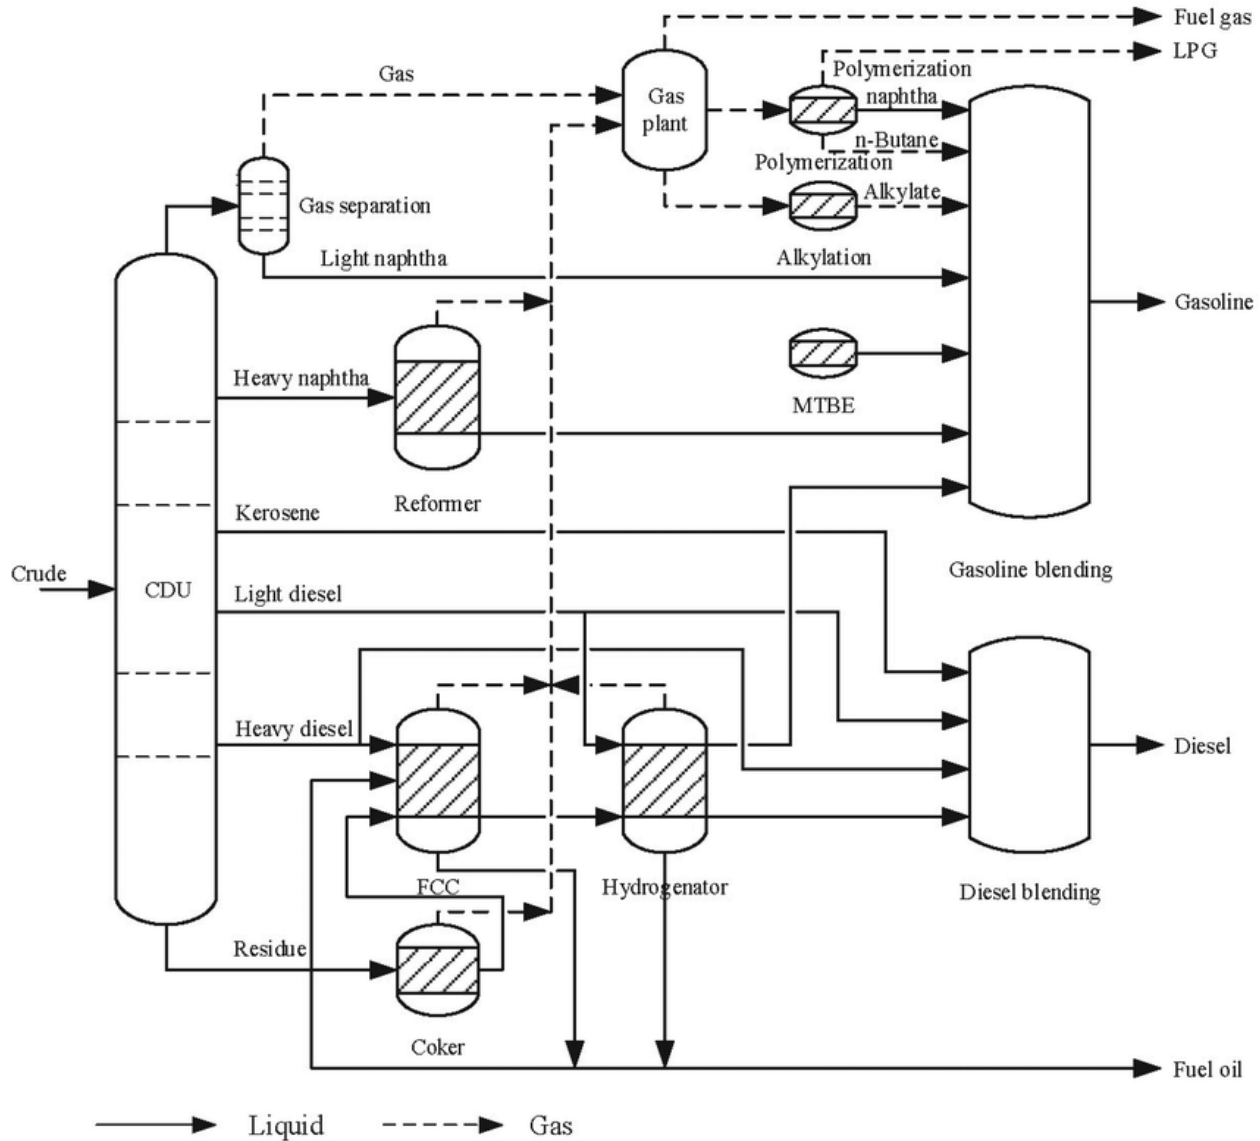 Fuel gas
LPG
Gas
Polymerization
naphtha
Gas
plant
n-Butane
Polymerization
Alkylate
Gas separation
Light naphtha
Alkylation
Gasoline
Heavy naphtha
MTBE
Reformer
Kerosene
Gasoline blending
Crude
CDU
Light diesel
Heavy diesel
Diesel
FCC
Hydrogenator
Diesel blending
Residue
Coker
Fuel oil
Liquid
Gas